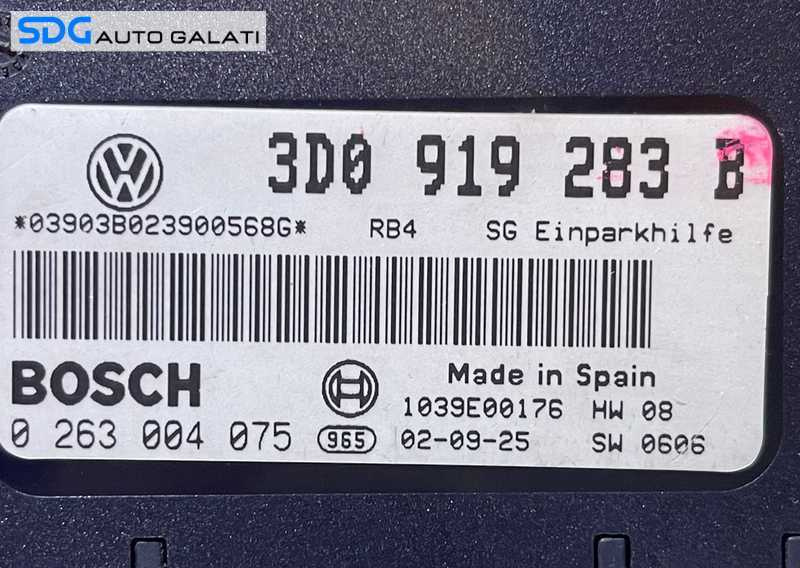 SDG AUTO GALATI
3D0 919 283 B
*03903B023900568G* RB4 SG Einparkhilfe
BOSCH
Made in Spain
1039E00176 HW 08
0 263 004 075 965 02-09-25 SW 0606